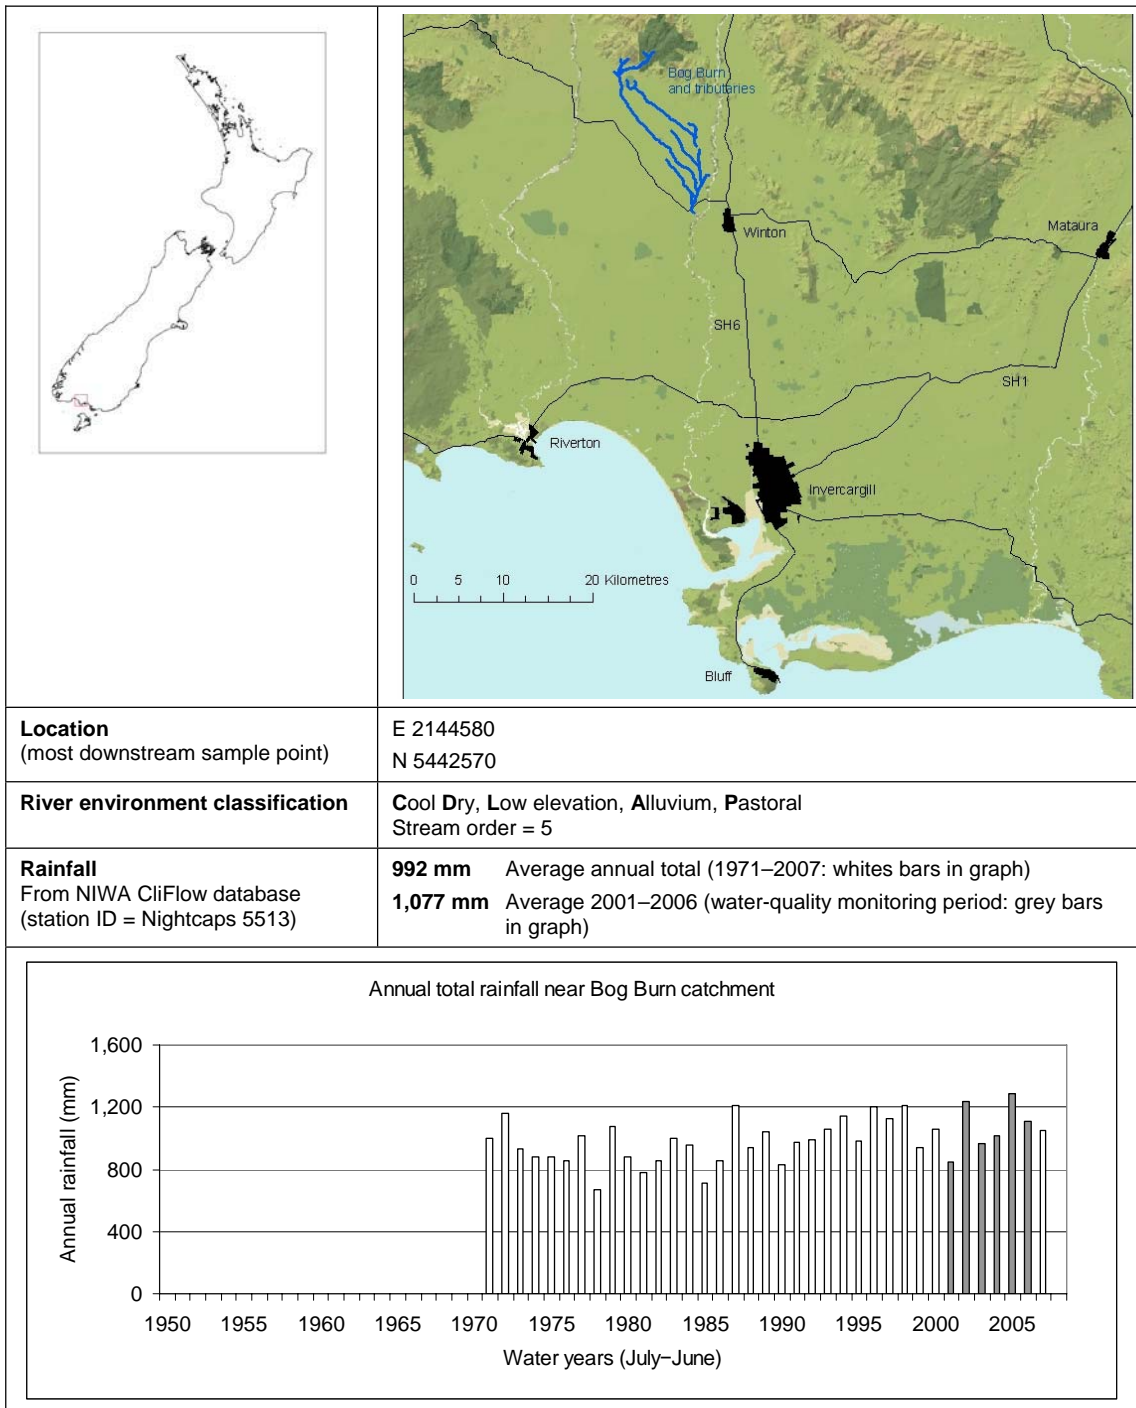 Bog Burn
and tributaries
Winton
Mataura
SH6
SH1
Riverton
Invercargill
0 5 10 20 Kilometres
Bluff
Location
(most downstream sample point)
E 2144580
N 5442570
River environment classification
Cool Dry, Low elevation, Alluvium, Pastoral
Stream order = 5
Rainfall
From NIWA CliFlow database
(station ID = Nightcaps 5513)
992 mm Average annual total (1971–2007: whites bars in graph)
1,077 mm Average 2001–2006 (water-quality monitoring period: grey bars
in graph)
Annual total rainfall near Bog Burn catchment
1,600
1,200
800
400
0
Annual rainfall (mm)
1950 1955 1960 1965 1970 1975 1980 1985 1990 1995 2000 2005
Water years (July–June)